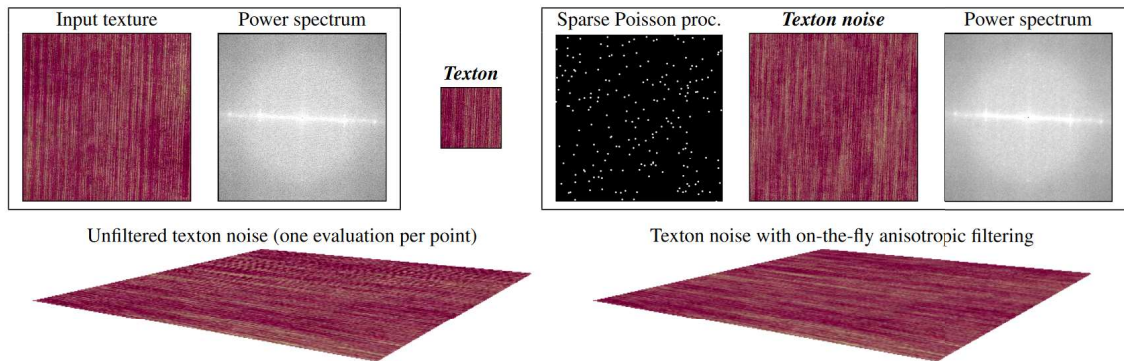 Input texture
Power spectrum
Texton
Sparse Poisson proc.
Texton noise
Power spectrum
Unfiltered texton noise (one evaluation per point)
Texton noise with on-the-fly anisotropic filtering